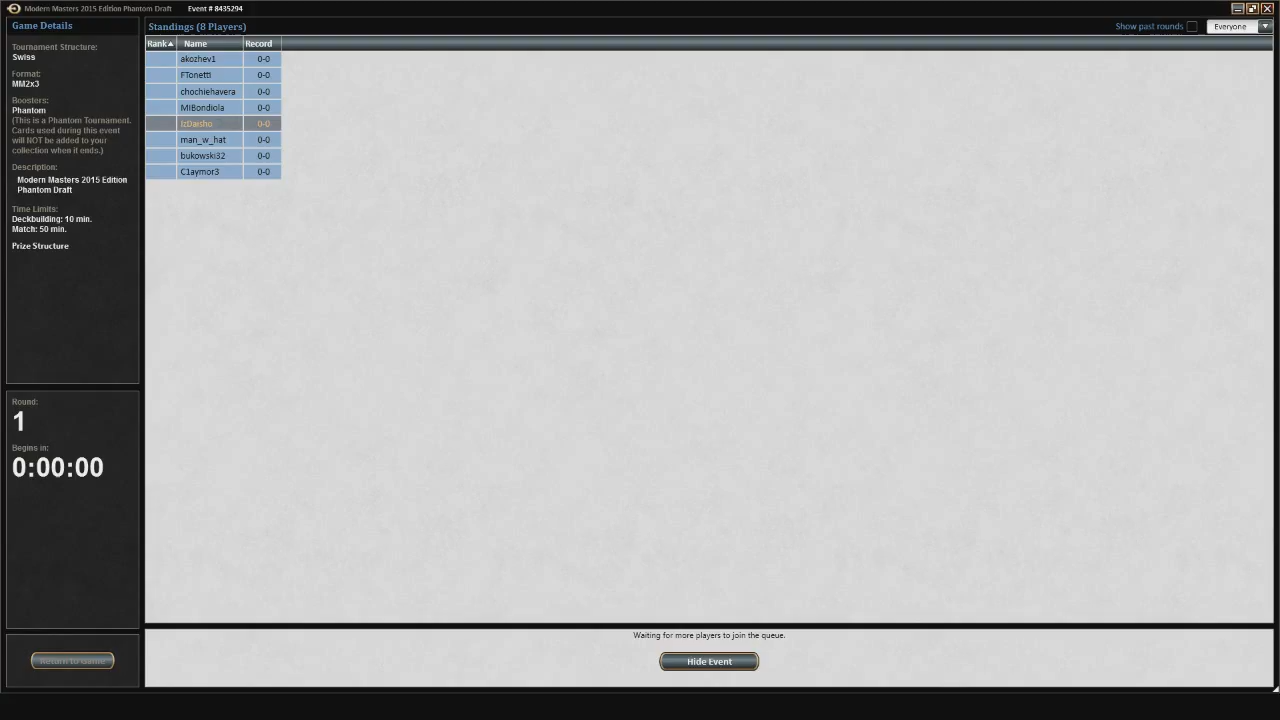 Modern Masters 2015 Edition Phantom Draft Event # 8435294
Game Details
Tournament Structure:
Swiss
Format:
MM2x3
Boosters:
Phantom
(This is a Phantom Tournament.
Cards used during this event
will NOT be added to your
collection when it ends.)
Description:
Modern Masters 2015 Edition
Phantom Draft
Time Limits:
Deckbuilding: 10 min.
Match: 50 min.
Prize Structure
Round:
1
Begins in:
0:00:00
Return to Game
Standings (8 Players)
Show past rounds
Everyone
Rank Name Record
akozhev1 0-0
FTonetti 0-0
chochiehavera 0-0
MIBondiola 0-0
IzDaisho 0-0
man_w_hat 0-0
bukowski32 0-0
C1aymor3 0-0
Waiting for more players to join the queue.
Hide Event